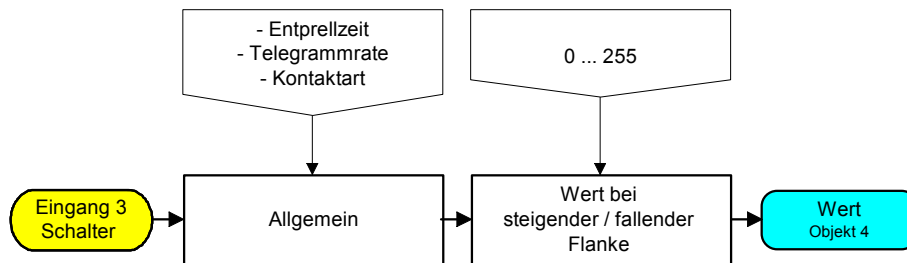 - Entprellzeit
- Telegrammrate
- Kontaktart
0 ... 255
Eingang 3
Schalter
Allgemein
Wert bei
steigender / fallender
Flanke
Wert
Objekt 4